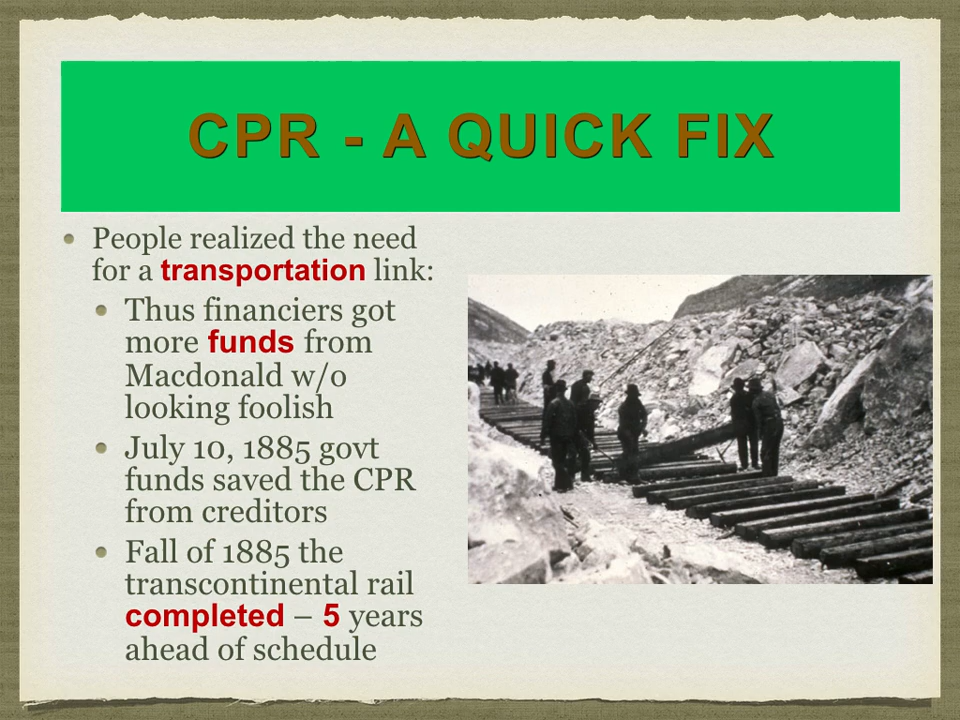 CPR - A QUICK FIX
People realized the need
for a transportation link:
Thus financiers got
more funds from
Macdonald w/o
looking foolish
July 10, 1885 govt
funds saved the CPR
from creditors
Fall of 1885 the
transcontinental rail
completed – 5 years
ahead of schedule